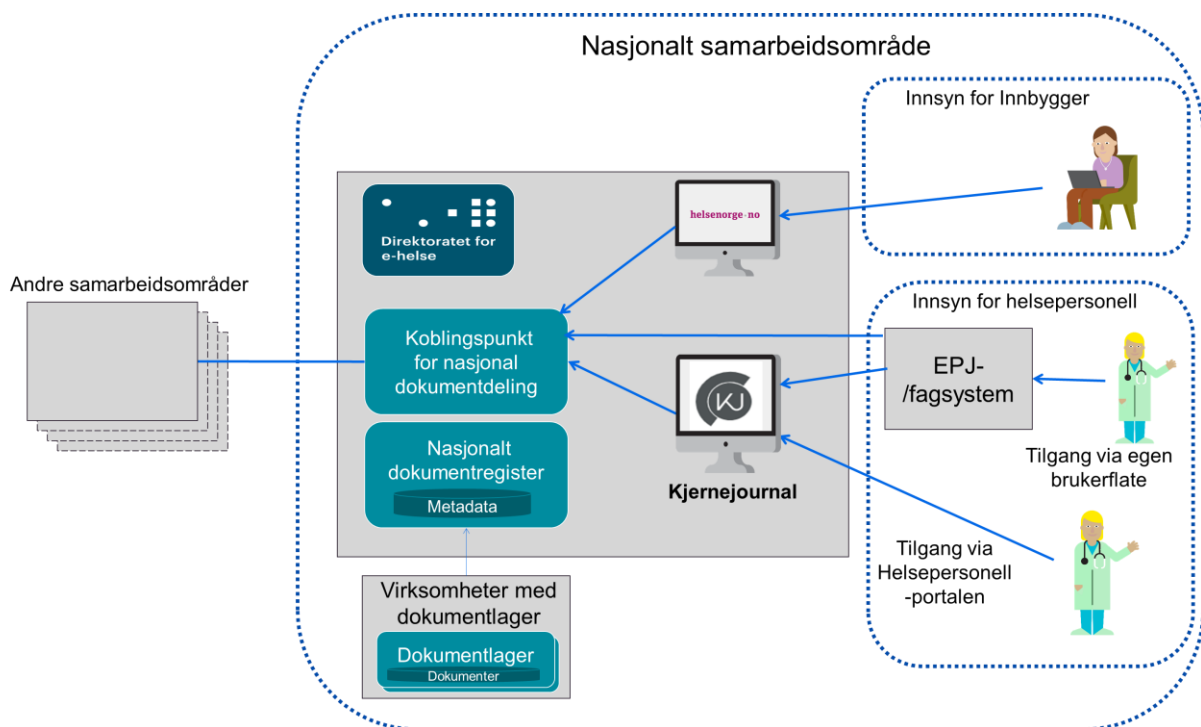 Nasjonalt samarbeidsområde
Innsyn for Innbygger
helsenorge·no
Direktoratet for
e-helse
Andre samarbeidsområder
Innsyn for helsepersonell
Koblingspunkt
for nasjonal
dokumentdeling
EPJ-
/fagsystem
KJ
Tilgang via egen
brukerflate
Nasjonalt
dokumentregister
Metadata
Kjernejournal
Tilgang via
Helsepersonell
-portalen
Virksomheter med
dokumentlager
Dokumentlager
Dokumenter